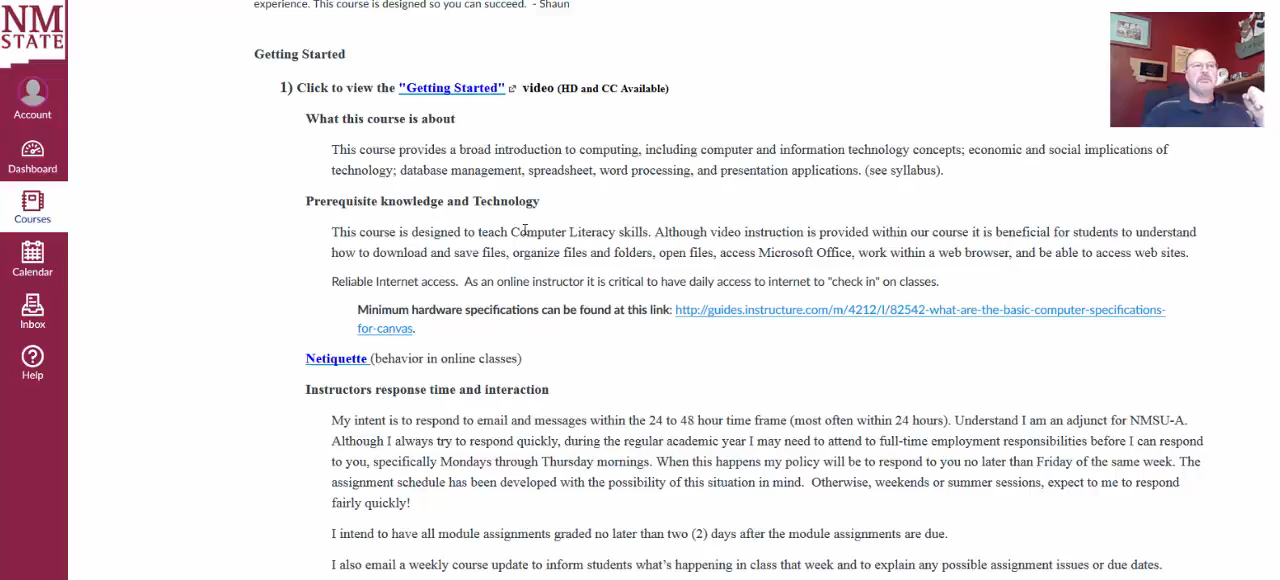 experience. This course is designed so you can succeed. - Shaun
NM
STATE
Account
Dashboard
Courses
Calendar
Inbox
Help
Getting Started
1) Click to view the "Getting Started" video (HD and CC Available)
What this course is about
This course provides a broad introduction to computing, including computer and information technology concepts; economic and social implications of
technology; database management, spreadsheet, word processing, and presentation applications. (see syllabus).
Prerequisite knowledge and Technology
This course is designed to teach Computer Literacy skills. Although video instruction is provided within our course it is beneficial for students to understand
how to download and save files, organize files and folders, open files, access Microsoft Office, work within a web browser, and be able to access web sites.
Reliable Internet access. As an online instructor it is critical to have daily access to internet to "check in" on classes.
Minimum hardware specifications can be found at this link: http://guides.instructure.com/m/4212/l/82542-what-are-the-basic-computer-specifications-
for-canvas.
Netiquette (behavior in online classes)
Instructors response time and interaction
My intent is to respond to email and messages within the 24 to 48 hour time frame (most often within 24 hours). Understand I am an adjunct for NMSU-A.
Although I always try to respond quickly, during the regular academic year I may need to attend to full-time employment responsibilities before I can respond
to you, specifically Mondays through Thursday mornings. When this happens my policy will be to respond to you no later than Friday of the same week. The
assignment schedule has been developed with the possibility of this situation in mind. Otherwise, weekends or summer sessions, expect to me to respond
fairly quickly!
I intend to have all module assignments graded no later than two (2) days after the module assignments are due.
I also email a weekly course update to inform students what's happening in class that week and to explain any possible assignment issues or due dates.